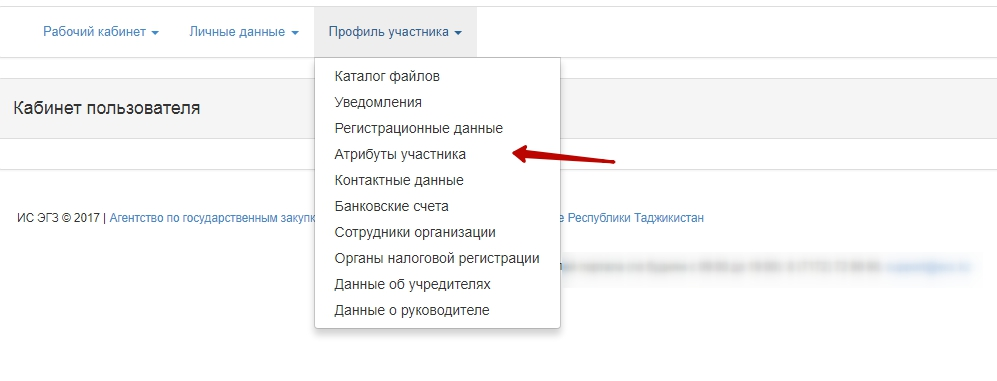 Рабочий кабинет Личные данные Профиль участника
Каталог файлов
Кабинет пользователя
Уведомления
Регистрационные данные
Атрибуты участника
Контактные данные
Банковские счета
ИС ЭГЗ © 2017 | Агентство по государственным закуп е Республики Таджикистан
Сотрудники организации
Органы налоговой регистрации
Данные об учредителях
Данные о руководителе